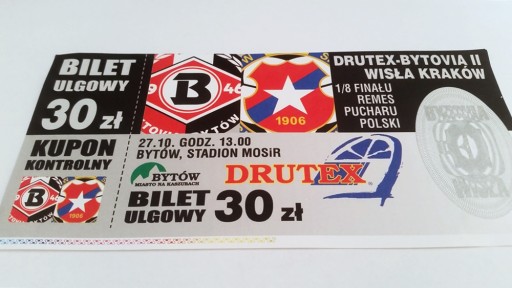 BILET
ULGOWY
30 zł
KUPON
KONTROLNY
B
46
1906
DRUTEX-BYTOVIA II
WISŁA KRAKÓW
1/8 FINAŁU
REMES
PUCHARU
POLSKI
27.10. GODZ. 13.00
BYTÓW, STADION MOSiR
BYTÓW
MIASTO NA KASZUBACH
DRUTEX
BILET
ULGOWY 30 zł